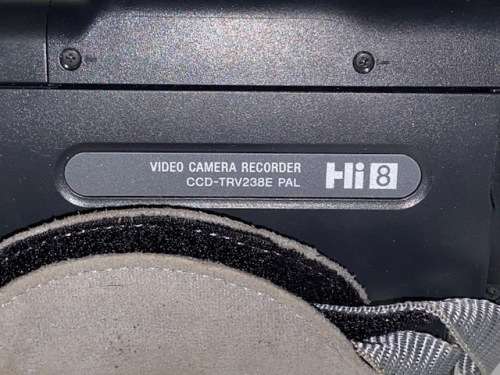 VIDEO CAMERA RECORDER
CCD-TRV238E PAL
Hi8